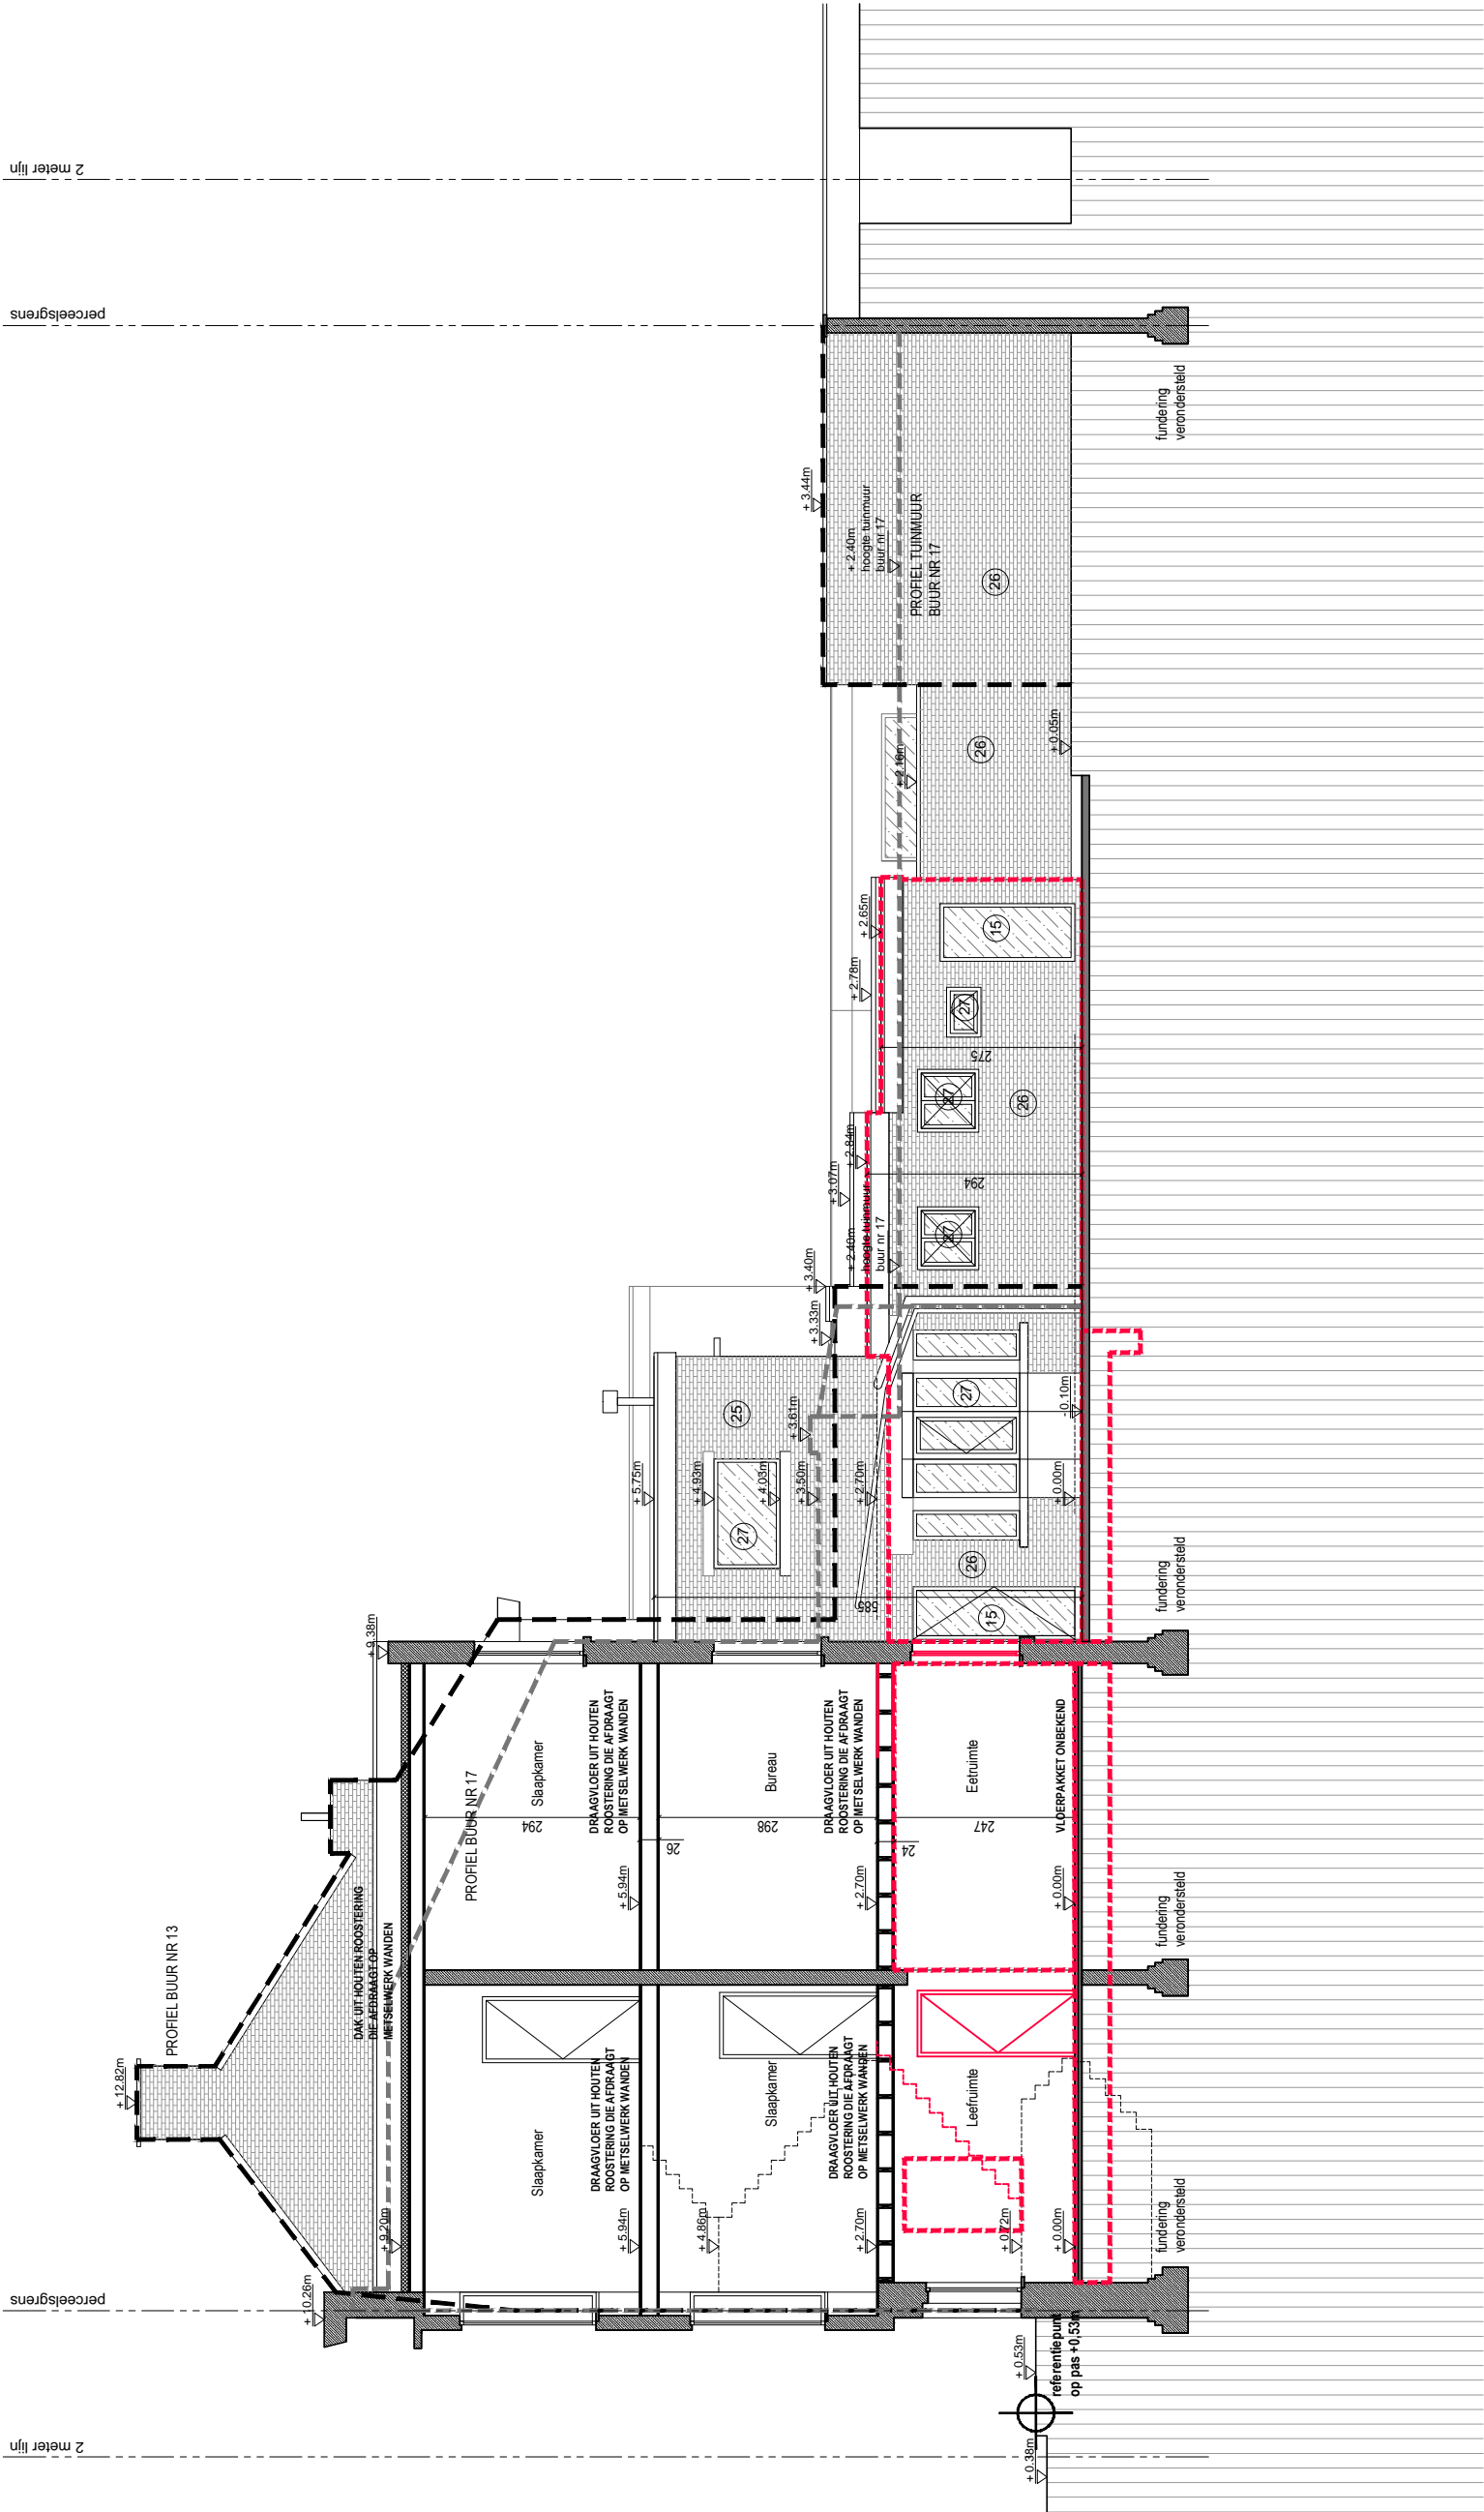 2 meter lijn
perceelsgrens
+ 12.82m
PROFIEL BUUR NR 13
+ 10.26m
+ 9.20m
DAK UIT HOUTEN ROOSTERING
DIE AFDRAAGT OP
METSELWERK WANDEN
+ 9.38m
PROFIEL BUUR NR 17
Slaapkamer
DRAAGVLOER UIT HOUTEN
ROOSTERING DIE AFDRAAGT
OP METSELWERK WANDEN
+ 5.94m
Slaapkamer
294
DRAAGVLOER UIT HOUTEN
ROOSTERING DIE AFDRAAGT
OP METSELWERK WANDEN
+ 5.94m
26
+ 4.86m
Slaapkamer
DRAAGVLOER UIT HOUTEN
ROOSTERING DIE AFDRAAGT
OP METSELWERK WANDEN
+ 2.70m
Bureau
298
DRAAGVLOER UIT HOUTEN
ROOSTERING DIE AFDRAAGT
OP METSELWERK WANDEN
+ 2.70m
24
Leefruimte
+ 0.72m
+ 0.00m
Eetruimte
247
VLOERPAKKET ONBEKEND
+ 0.00m
+ 0.38m
+ 0.53m
referentiepunt
op pas +0,53m
fundering
verondersteld
fundering
verondersteld
fundering
verondersteld
+ 5.75m
25
27
+ 4.93m
+ 4.03m
+ 3.61m
+ 3.50m
+ 2.70m
585
15
26
27
+ 0.00m
- 0.10m
+ 3.33m
+ 3.40m
+ 3.07m
+ 2.84m
+ 2.40m
hoogte tuinmuur
buur nr 17
27
294
27
26
+ 2.78m
+ 2.65m
275
27
15
+ 2.16m
26
+ 0.05m
+ 3.44m
+ 2.40m
hoogte tuinmuur
buur nr 17
PROFIEL TUINMUUR
BUUR NR 17
26
fundering
verondersteld
perceelsgrens
2 meter lijn